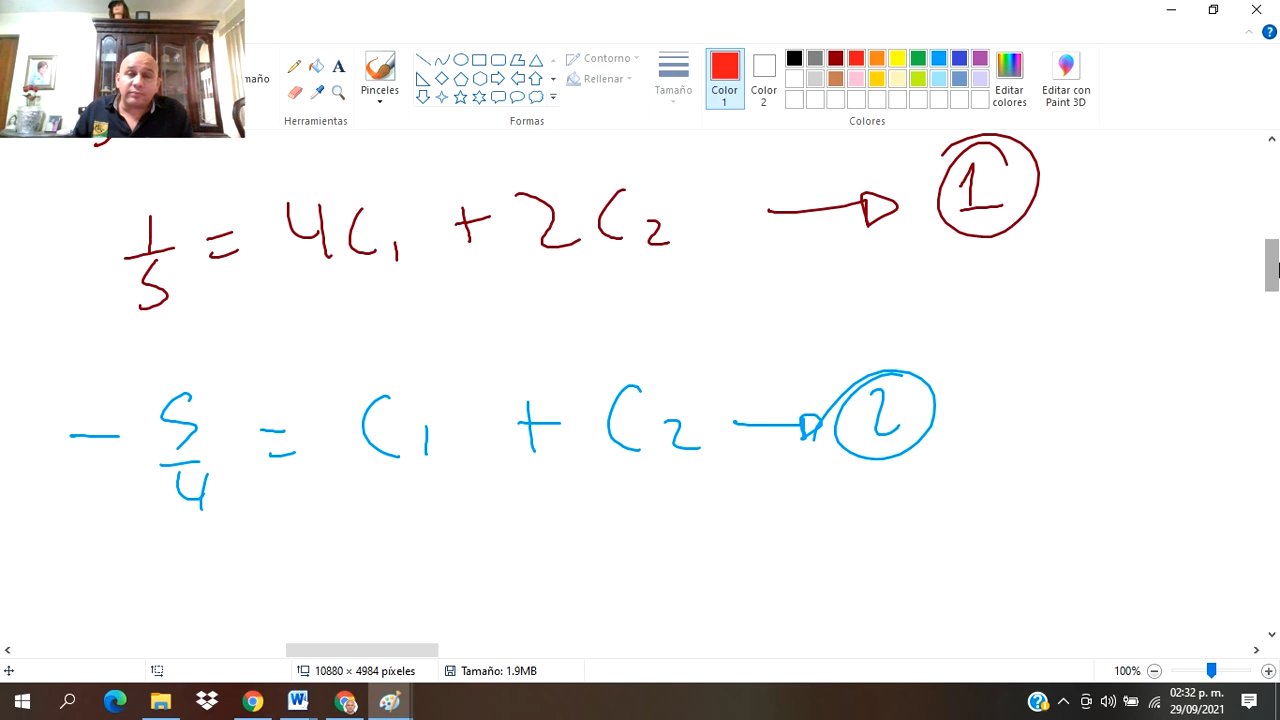 maño
Pinceles
Contorno
Rellenar
Tamaño
Color 1
Color 2
Editar colores
Editar con Paint 3D
Herramientas
Formas
Colores
1/5 = 4C₁ + 2C₂ → 1
- 5/4 = C₁ + C₂ → 2
10880 × 4984 píxeles
Tamaño: 1.9MB
100%
02:32 p. m.
29/09/2021